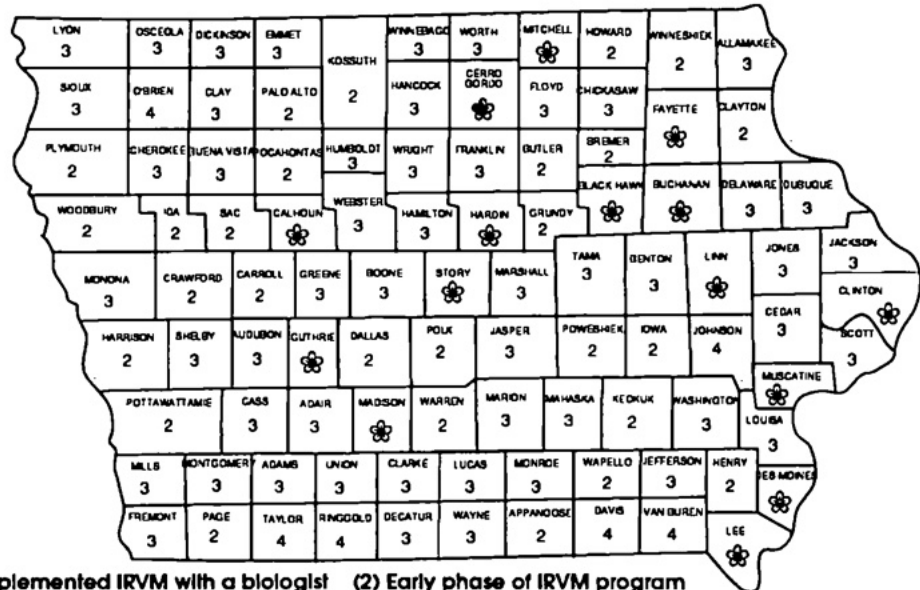 LYON OSCEOLA DICKINSON EMMET WINNEBAGO WORTH MITCHELL HOWARD WINNESHIEK ALLAMAKEE
3 3 3 3 KOSSUTH 3 3 2 2 3
SIOUX O'BRIEN CLAY PALO ALTO HANCOCK CERRO GORDO FLOYD CHICKASAW FAYETTE CLAYTON
3 4 3 2 2 3 3 3 2
PLYMOUTH CHEROKEE BUENA VISTA POCAHONTAS HUMBOLDT WRIGHT FRANKLIN BUTLER BREMER
2 3 3 2 3 3 3 2 2
WOODBURY IDA SAC CALHOUN WEBSTER HAMILTON HARDIN GRUNDY BLACK HAWK BUCHANAN DELAWARE DUBUQUE
2 2 2 3 3 2 3 3
MONONA CRAWFORD CARROLL GREENE BOONE STORY MARSHALL TAMA BENTON LINN JONES JACKSON
3 2 2 3 3 3 3 3 3 3
CLINTON
HARRISON SHELBY AUDUBON GUTHRIE DALLAS POLK JASPER POWESHIEK IOWA JOHNSON CEDAR SCOTT
2 3 3 2 2 3 2 2 4 3 3
MUSCATINE
POTTAWATTAMIE CASS ADAIR MADISON WARREN MARION MAHASKA KEOKUK WASHINGTON LOUISA
2 3 3 2 3 3 2 3 3
MILLS MONTGOMERY ADAMS UNION CLARKE LUCAS MONROE WAPELLO JEFFERSON HENRY DES MOINES
3 3 3 3 3 3 3 2 3 2
FREMONT PAGE TAYLOR RINGGOLD DECATUR WAYNE APPANOOSE DAVIS VAN BUREN LEE
3 2 4 4 3 3 2 4 4
plemented IRVM with a biologist (2) Early phase of IRVM program